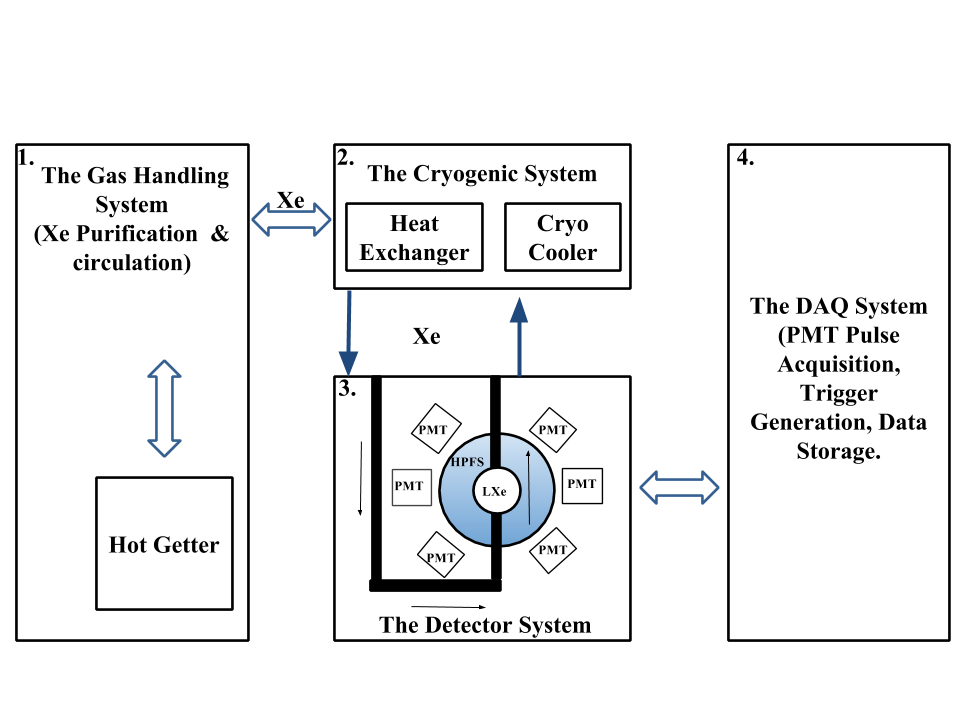 1.
The Gas Handling
System
(Xe Purification &
circulation)
Hot Getter
Xe
2.
The Cryogenic System
Heat
Exchanger
Cryo
Cooler
Xe
3.
PMT
PMT
HPFS
PMT
LXe
PMT
PMT
PMT
The Detector System
4.
The DAQ System
(PMT Pulse
Acquisition,
Trigger
Generation, Data
Storage.